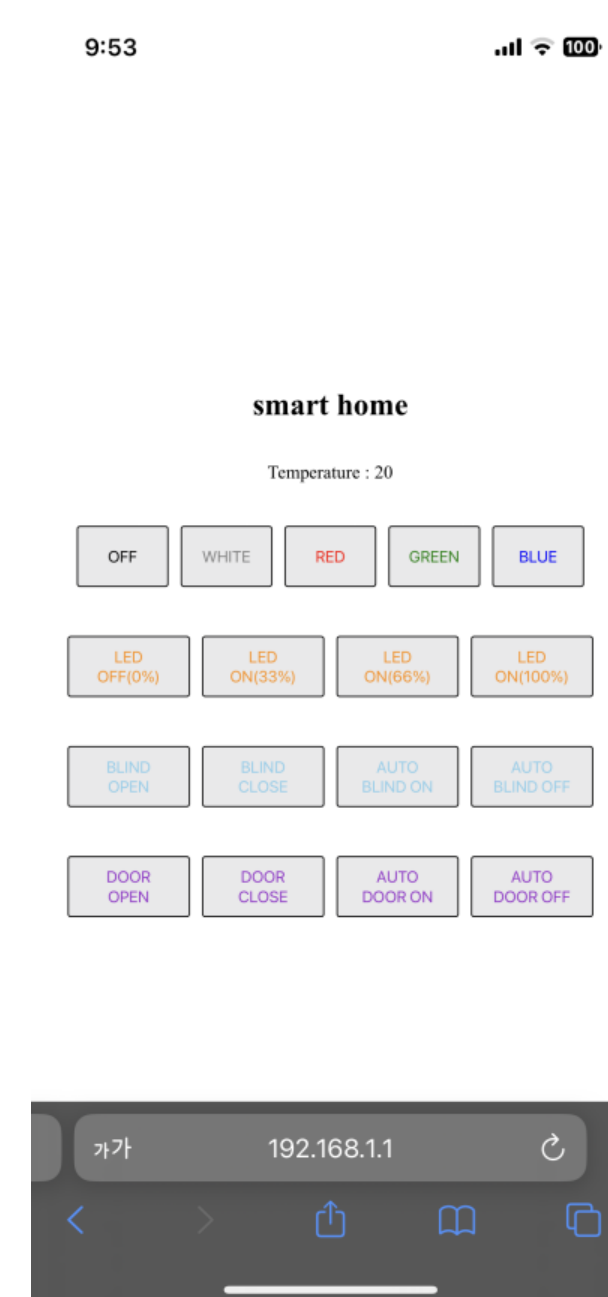 9:53 100
smart home
Temperature : 20
OFF WHITE RED GREEN BLUE
LED LED LED LED
OFF(0%) ON(33%) ON(66%) ON(100%)
BLIND BLIND AUTO AUTO
OPEN CLOSE BLIND ON BLIND OFF
DOOR DOOR AUTO AUTO
OPEN CLOSE DOOR ON DOOR OFF
가가 192.168.1.1